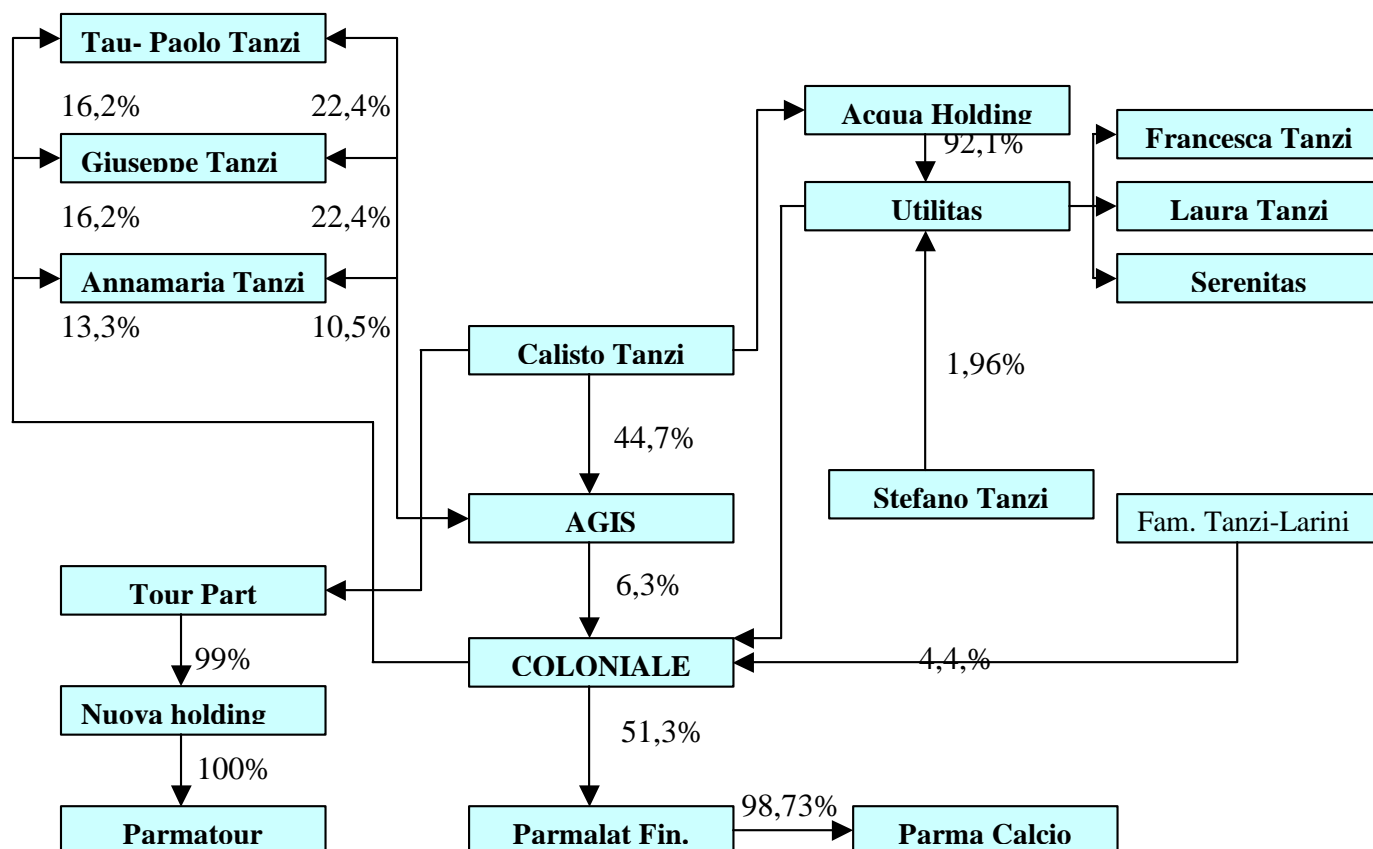 Tau- Paolo Tanzi
16,2%
22,4%
Giuseppe Tanzi
16,2%
22,4%
Annamaria Tanzi
13,3%
10,5%
Acqua Holding
92,1%
Utilitas
Francesca Tanzi
Laura Tanzi
Serenitas
Calisto Tanzi
1,96%
44,7%
Stefano Tanzi
AGIS
Fam. Tanzi-Larini
6,3%
Tour Part
99%
COLONIALE
4,4,%
Nuova holding
51,3%
100%
Parmatour
Parmalat Fin.
98,73%
Parma Calcio